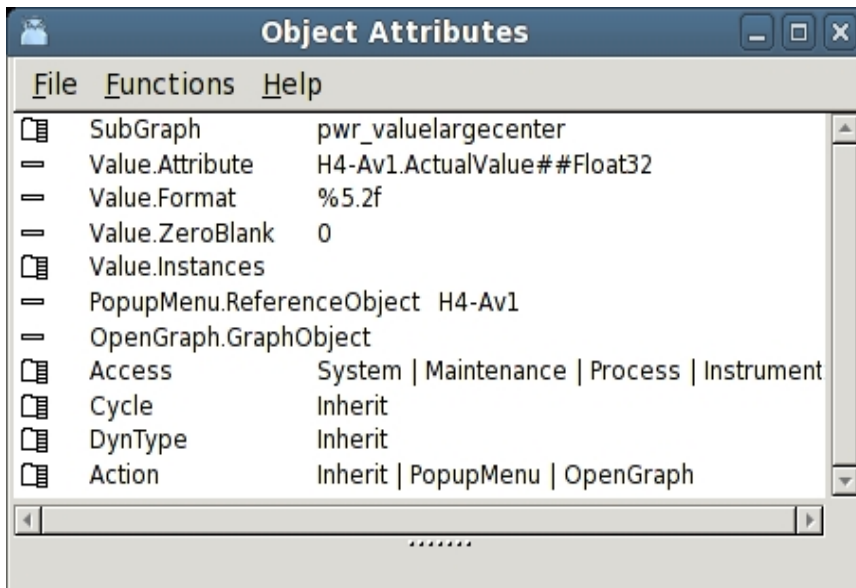 Object Attributes
File Functions Help
SubGraph pwr_valuelargecenter
Value.Attribute H4-Av1.ActualValue##Float32
Value.Format %5.2f
Value.ZeroBlank 0
Value.Instances
PopupMenu.ReferenceObject H4-Av1
OpenGraph.GraphObject
Access System | Maintenance | Process | Instrument
Cycle Inherit
DynType Inherit
Action Inherit | PopupMenu | OpenGraph